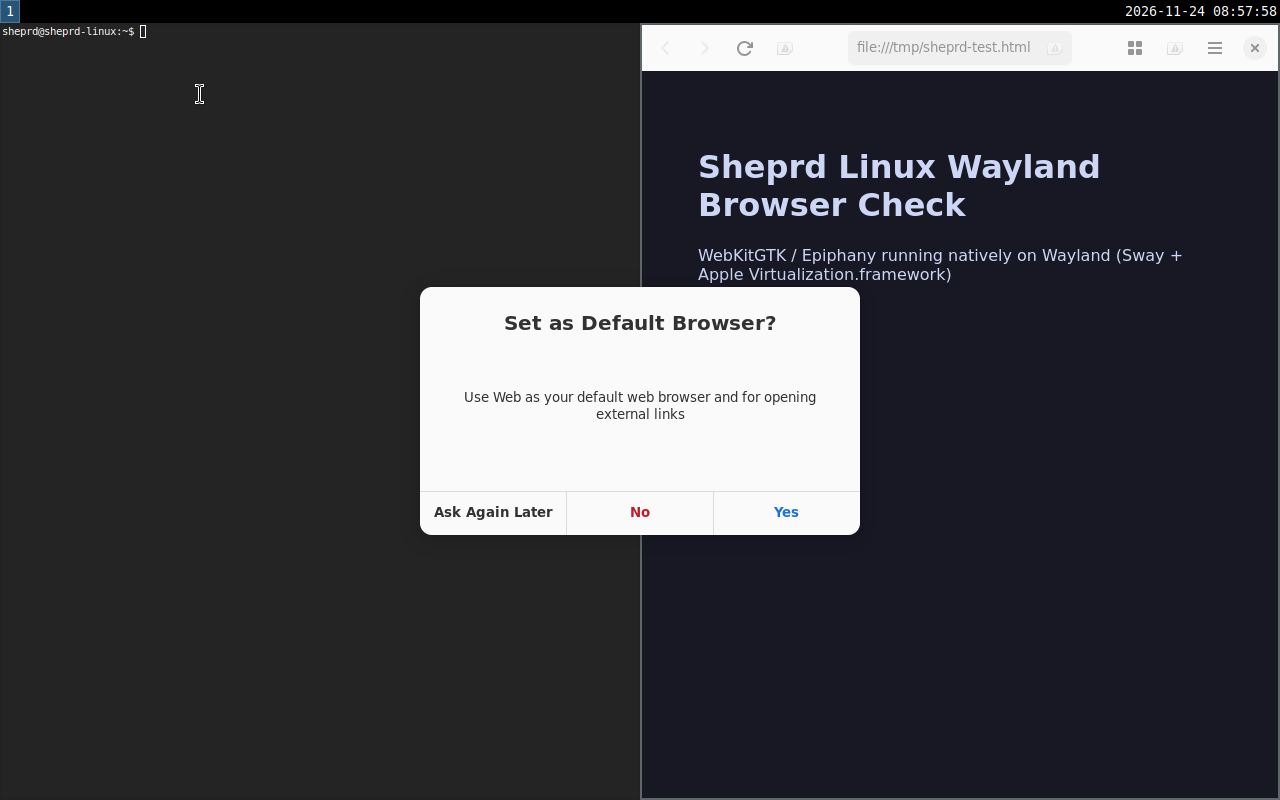 1
2026-11-24 08:57:58
sheprd@sheprd-linux:~$
file:///tmp/sheprd-test.html
Sheprd Linux Wayland
Browser Check
WebKitGTK / Epiphany running natively on Wayland (Sway +
Apple Virtualization.framework)
Set as Default Browser?
Use Web as your default web browser and for opening
external links
Ask Again Later
No
Yes